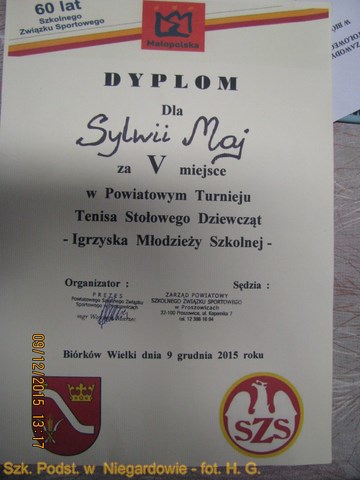 60 lat
Szkolnego
Związku Sportowego
Małopolska
DYPLOM
Dla
Sylwii Maj
za V miejsce
w Powiatowym Turnieju
Tenisa Stołowego Dziewcząt
- Igrzyska Młodzieży Szkolnej -
Organizator : Sędzia :
PREZES
ZARZĄD POWIATOWY
SZKOLNEGO ZWIĄZKU SPORTOWEGO
w Proszowicach
Biórków Wielki dnia 9 grudnia 2015 roku
SZS
09/12/2015 13:17
Szk. Podst. w Niegardowie - fot. H. G.